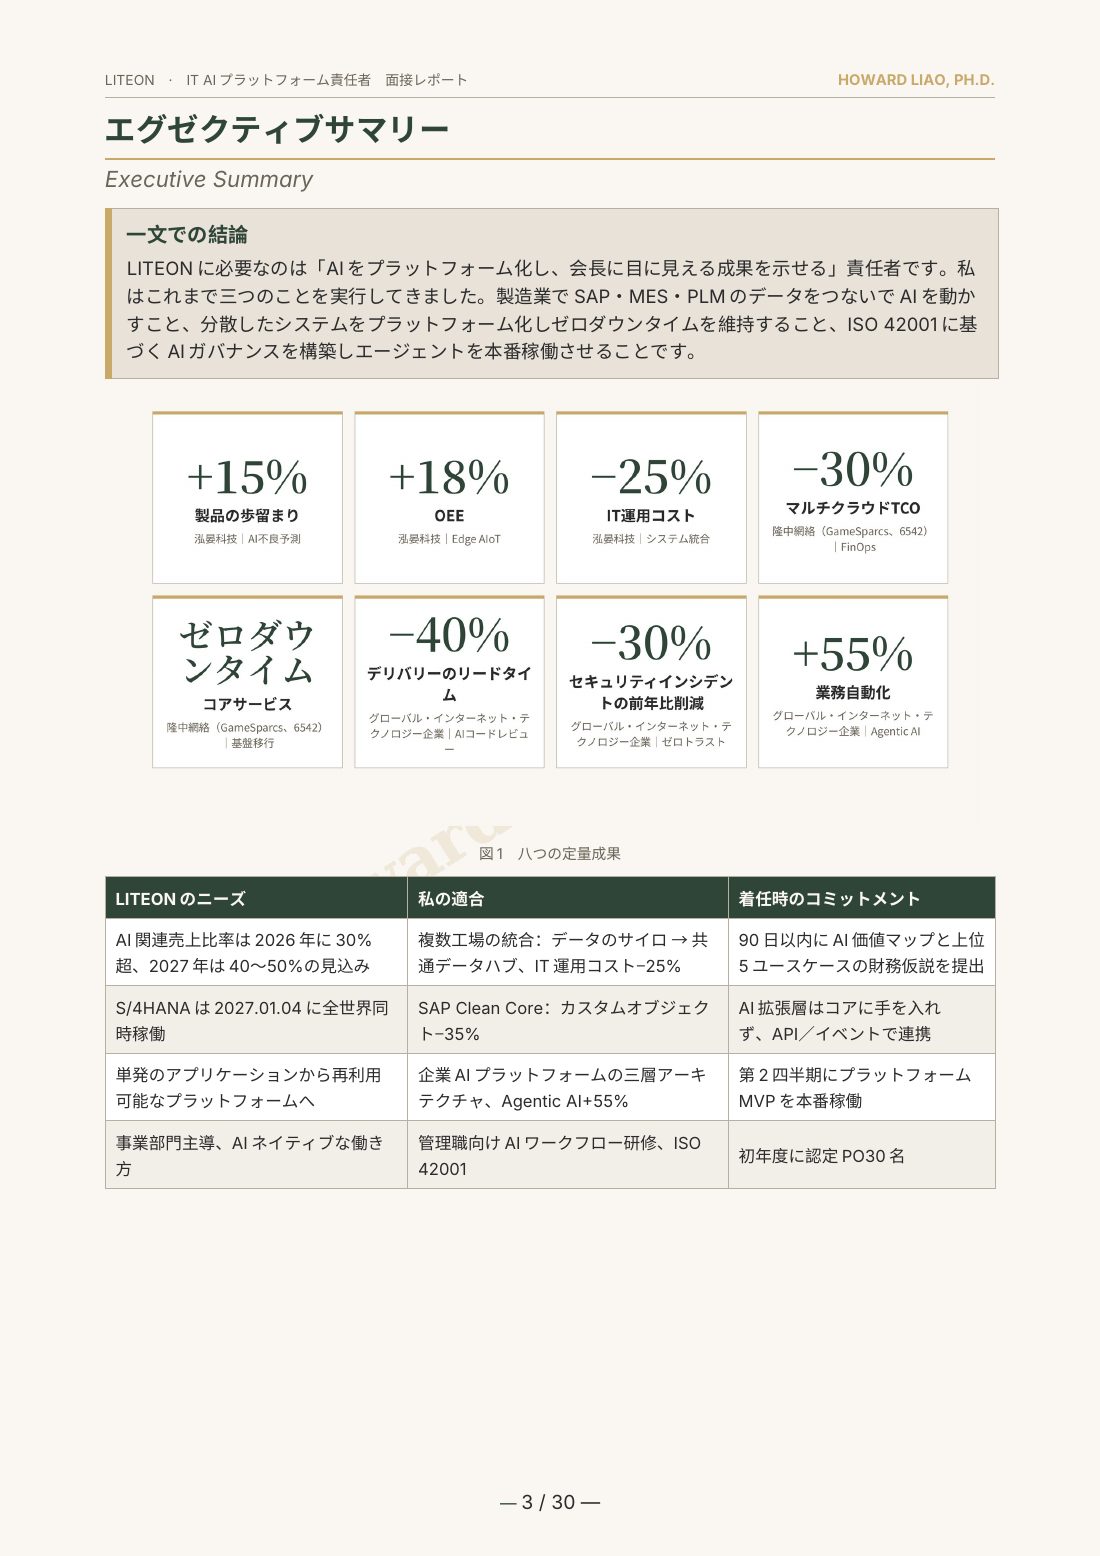 LITEON · IT AI プラットフォーム責任者 面接レポート
HOWARD LIAO, PH.D.
エグゼクティブサマリー
Executive Summary
一文での結論
LITEON に必要なのは「AI をプラットフォーム化し、会長に目に見える成果を示せる」責任者です。私
はこれまで三つのことを実行してきました。製造業で SAP・MES・PLM のデータをつないで AI を動か
すこと、分散したシステムをプラットフォーム化しゼロダウンタイムを維持すること、ISO 42001 に基
づく AI ガバナンスを構築しエージェントを本番稼働させることです。
+15%
製品の歩留まり
泓晏科技｜AI不良予測
+18%
OEE
泓晏科技｜Edge AIoT
−25%
IT運用コスト
泓晏科技｜システム統合
−30%
マルチクラウドTCO
隆中網絡（GameSparcs、6542）
｜FinOps
ゼロダウ
ンタイム
コアサービス
隆中網絡（GameSparcs、6542）
｜基盤移行
−40%
デリバリーのリードタイ
ム
グローバル・インターネット・テ
クノロジー企業｜AIコードレビュ
ー
−30%
セキュリティインシデン
トの前年比削減
グローバル・インターネット・テ
クノロジー企業｜ゼロトラスト
+55%
業務自動化
グローバル・インターネット・テ
クノロジー企業｜Agentic AI
図 1 八つの定量成果
LITEON のニーズ
私の適合
着任時のコミットメント
AI 関連売上比率は 2026 年に 30%
超、2027 年は 40〜50%の見込み
複数工場の統合：データのサイロ → 共
通データハブ、IT 運用コスト−25%
90 日以内に AI 価値マップと上位
5 ユースケースの財務仮説を提出
S/4HANA は 2027.01.04 に全世界同
時稼働
SAP Clean Core：カスタムオブジェク
ト−35%
AI 拡張層はコアに手を入れ
ず、API／イベントで連携
単発のアプリケーションから再利用
可能なプラットフォームへ
企業 AI プラットフォームの三層アーキ
テクチャ、Agentic AI+55%
第 2 四半期にプラットフォーム
MVP を本番稼働
事業部門主導、AI ネイティブな働き
方
管理職向け AI ワークフロー研修、ISO
42001
初年度に認定 PO30 名
— 3 / 30 —